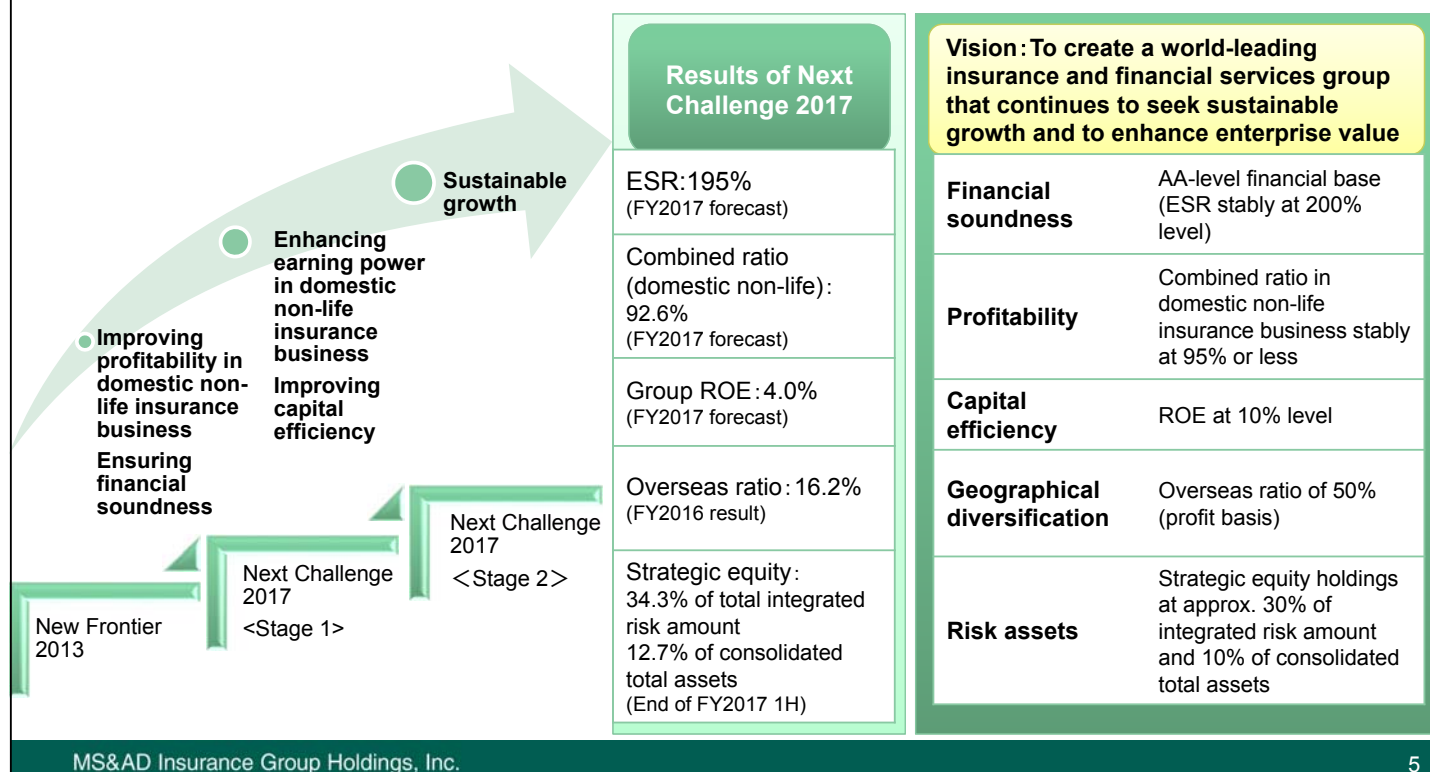 Sustainable
growth
Enhancing
earning power
in domestic
non-life
insurance
business
Improving
capital
efficiency
Improving
profitability in
domestic non-
life insurance
business
Ensuring
financial
soundness
New Frontier
2013
Next Challenge
2017
<Stage 1>
Next Challenge
2017
＜Stage 2＞
Results of Next
Challenge 2017
ESR:195%
(FY2017 forecast)
Combined ratio
(domestic non-life)：
92.6%
(FY2017 forecast)
Group ROE：4.0%
(FY2017 forecast)
Overseas ratio：16.2%
(FY2016 result)
Strategic equity：
34.3% of total integrated
risk amount
12.7% of consolidated
total assets
(End of FY2017 1H)
Vision：To create a world-leading
insurance and financial services group
that continues to seek sustainable
growth and to enhance enterprise value
Financial
soundness
AA-level financial base
(ESR stably at 200%
level)
Profitability
Combined ratio in
domestic non-life
insurance business stably
at 95% or less
Capital
efficiency
ROE at 10% level
Geographical
diversification
Overseas ratio of 50%
(profit basis)
Risk assets
Strategic equity holdings
at approx. 30% of
integrated risk amount
and 10% of consolidated
total assets
MS&AD Insurance Group Holdings, Inc.
5